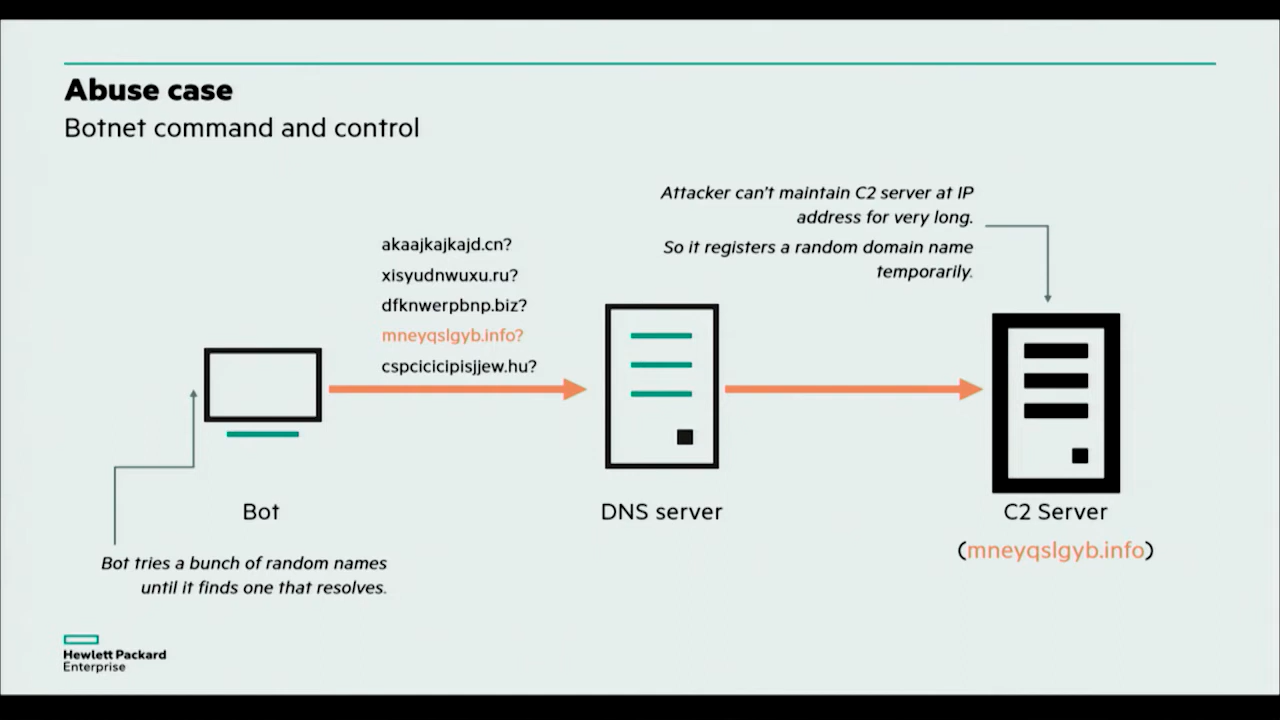 Abuse case
Botnet command and control
Attacker can't maintain C2 server at IP
address for very long.
So it registers a random domain name
temporarily.
akaajkajkajd.cn?
xisyudnwuxu.ru?
dfknwerpbnp.biz?
mneyqslgyb.info?
cspcicicipisjjew.hu?
Bot
DNS server
C2 Server
(mneyqslgyb.info)
Bot tries a bunch of random names
until it finds one that resolves.
Hewlett Packard
Enterprise